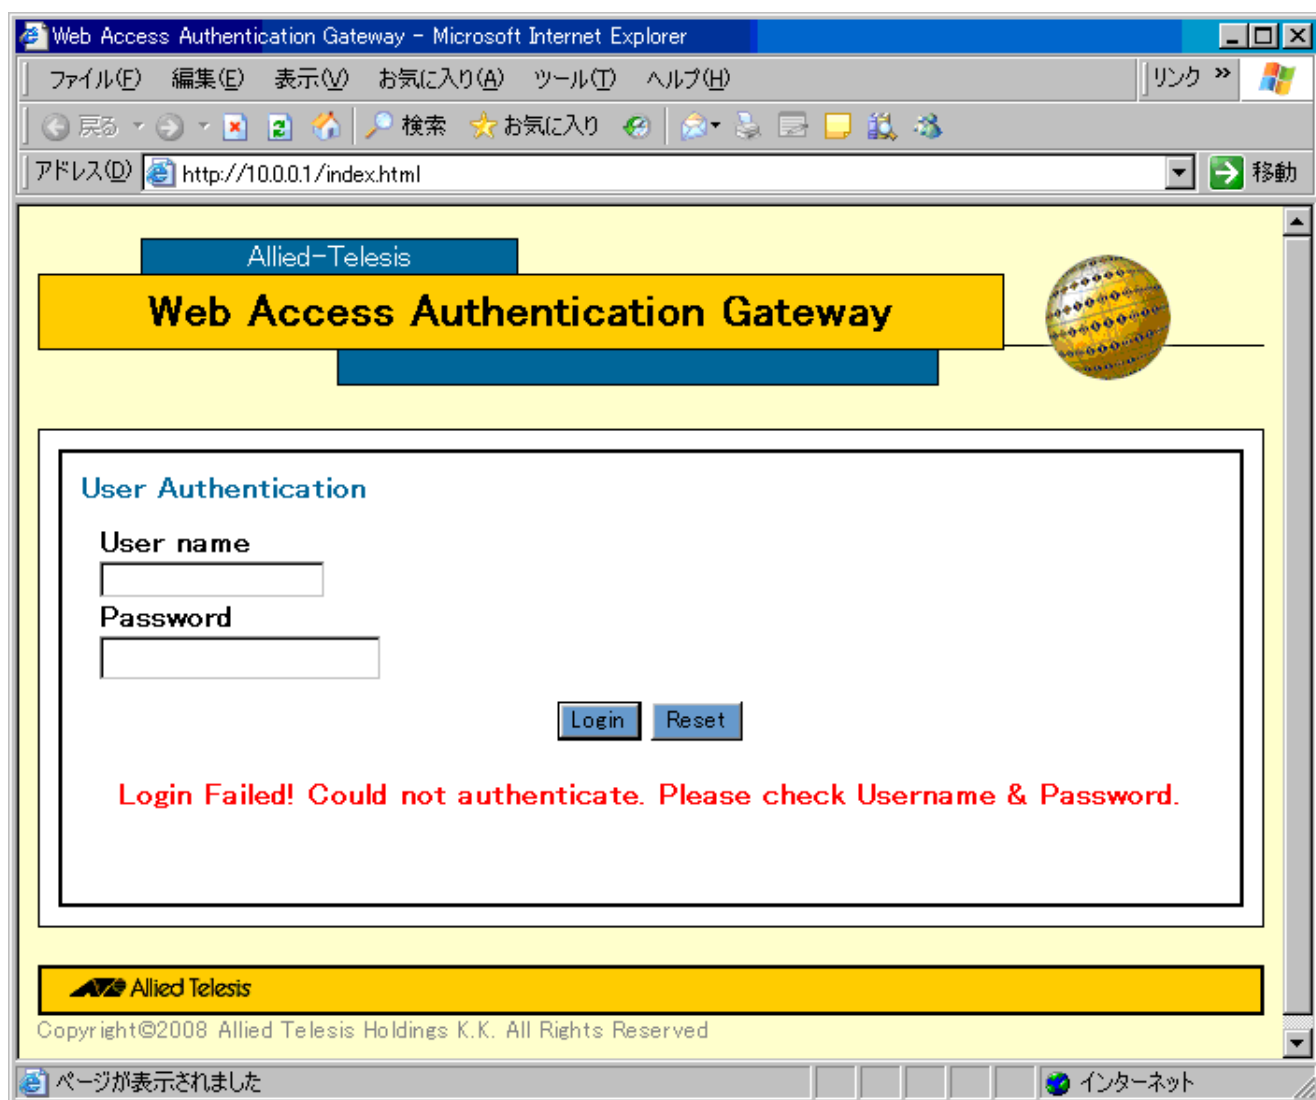 Web Access Authentication Gateway - Microsoft Internet Explorer
ファイル(F) 編集(E) 表示(V) お気に入り(A) ツール(T) ヘルプ(H) リンク »
戻る 検索 お気に入り
アドレス(D) http://10.0.0.1/index.html 移動
Allied-Telesis
Web Access Authentication Gateway
User Authentication
User name
Password
Login Reset
Login Failed! Could not authenticate. Please check Username & Password.
Allied Telesis
Copyright©2008 Allied Telesis Holdings K.K. All Rights Reserved
ページが表示されました インターネット